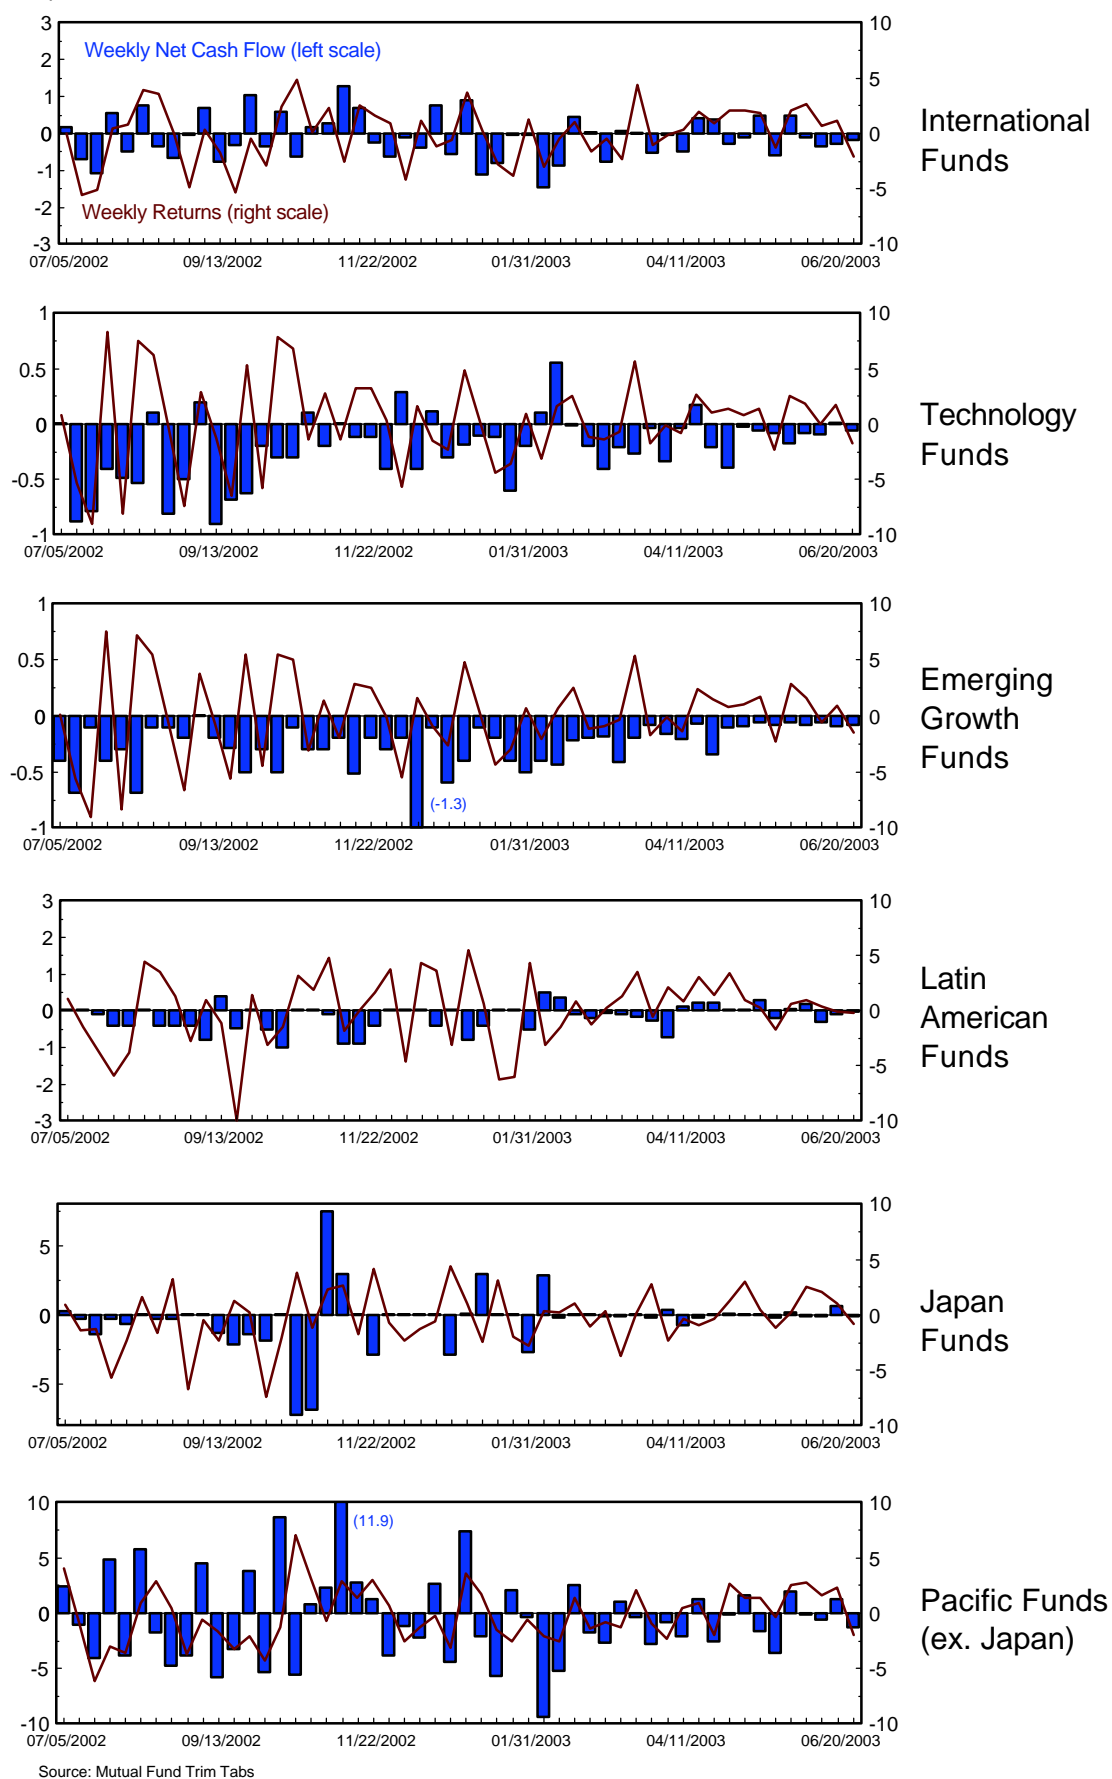 3
10
Weekly Net Cash Flow (left scale)
2
5
1
0
0
-1
-5
-2
Weekly Returns (right scale)
-3
-10
07/05/2002 09/13/2002 11/22/2002 01/31/2003 04/11/2003 06/20/2003
International
Funds
1
10
0.5
5
0
0
-0.5
-5
-1
-10
07/05/2002 09/13/2002 11/22/2002 01/31/2003 04/11/2003 06/20/2003
Technology
Funds
1
10
0.5
5
0
0
-0.5
-5
(-1.3)
-1
-10
07/05/2002 09/13/2002 11/22/2002 01/31/2003 04/11/2003 06/20/2003
Emerging
Growth
Funds
3
10
2
5
1
0
0
-1
-5
-2
-3
-10
07/05/2002 09/13/2002 11/22/2002 01/31/2003 04/11/2003 06/20/2003
Latin
American
Funds
10
5
5
0
0
-5
-5
-10
07/05/2002 09/13/2002 11/22/2002 01/31/2003 04/11/2003 06/20/2003
Japan
Funds
10
10
(11.9)
5
5
0
0
-5
-5
-10
-10
07/05/2002 09/13/2002 11/22/2002 01/31/2003 04/11/2003 06/20/2003
Pacific Funds
(ex. Japan)
Source: Mutual Fund Trim Tabs